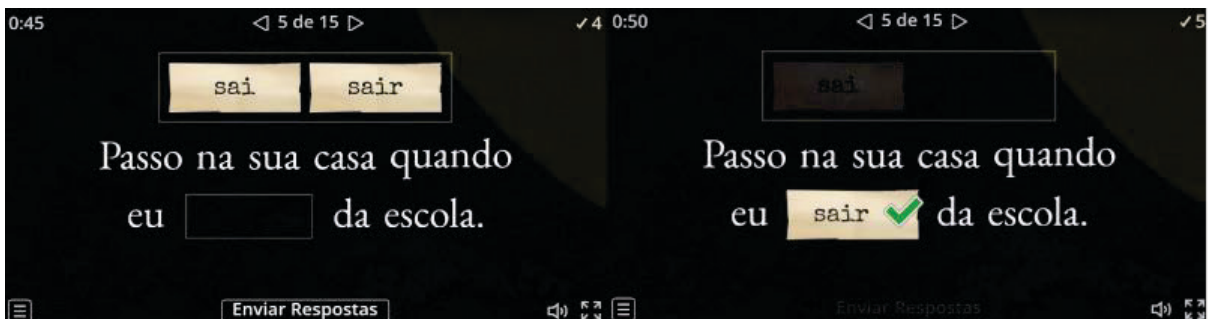 0:45 ◁ 5 de 15 ▷ ✓4
sai sair
Passo na sua casa quando
eu da escola.
Enviar Respostas
0:50 ◁ 5 de 15 ▷ ✓5
sai
Passo na sua casa quando
eu sair da escola.
Enviar Respostas